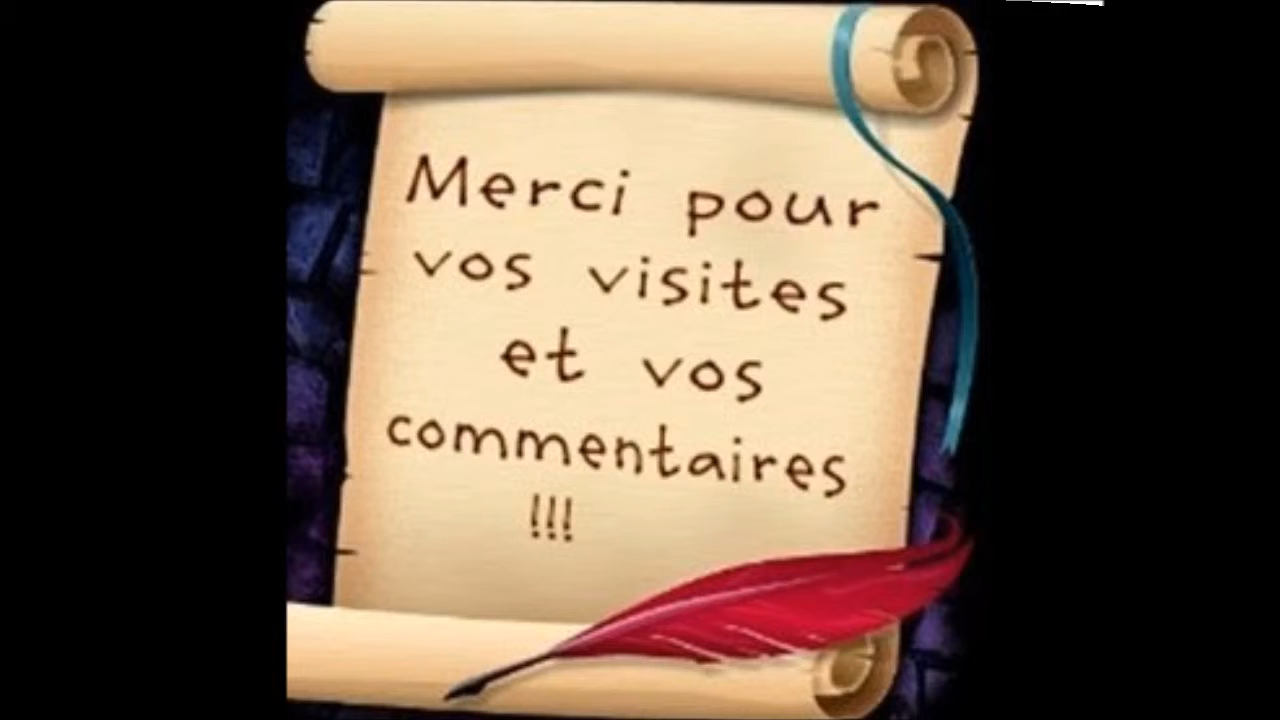 Merci pour
vos visites
et vos
commentaires
!!!